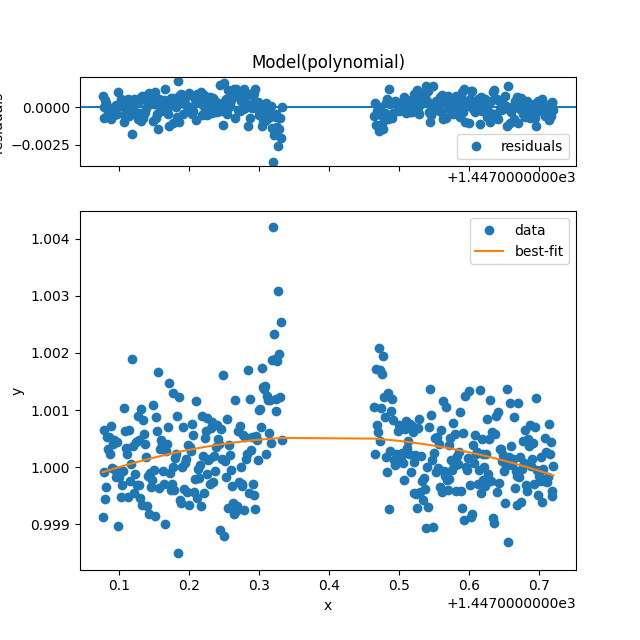 Model(polynomial)
0.0000
−0.0025
residuals
residuals
+1.4470000000e3
1.004
1.003
1.002
1.001
1.000
0.999
y
data
best-fit
0.1 0.2 0.3 0.4 0.5 0.6 0.7
x
+1.4470000000e3